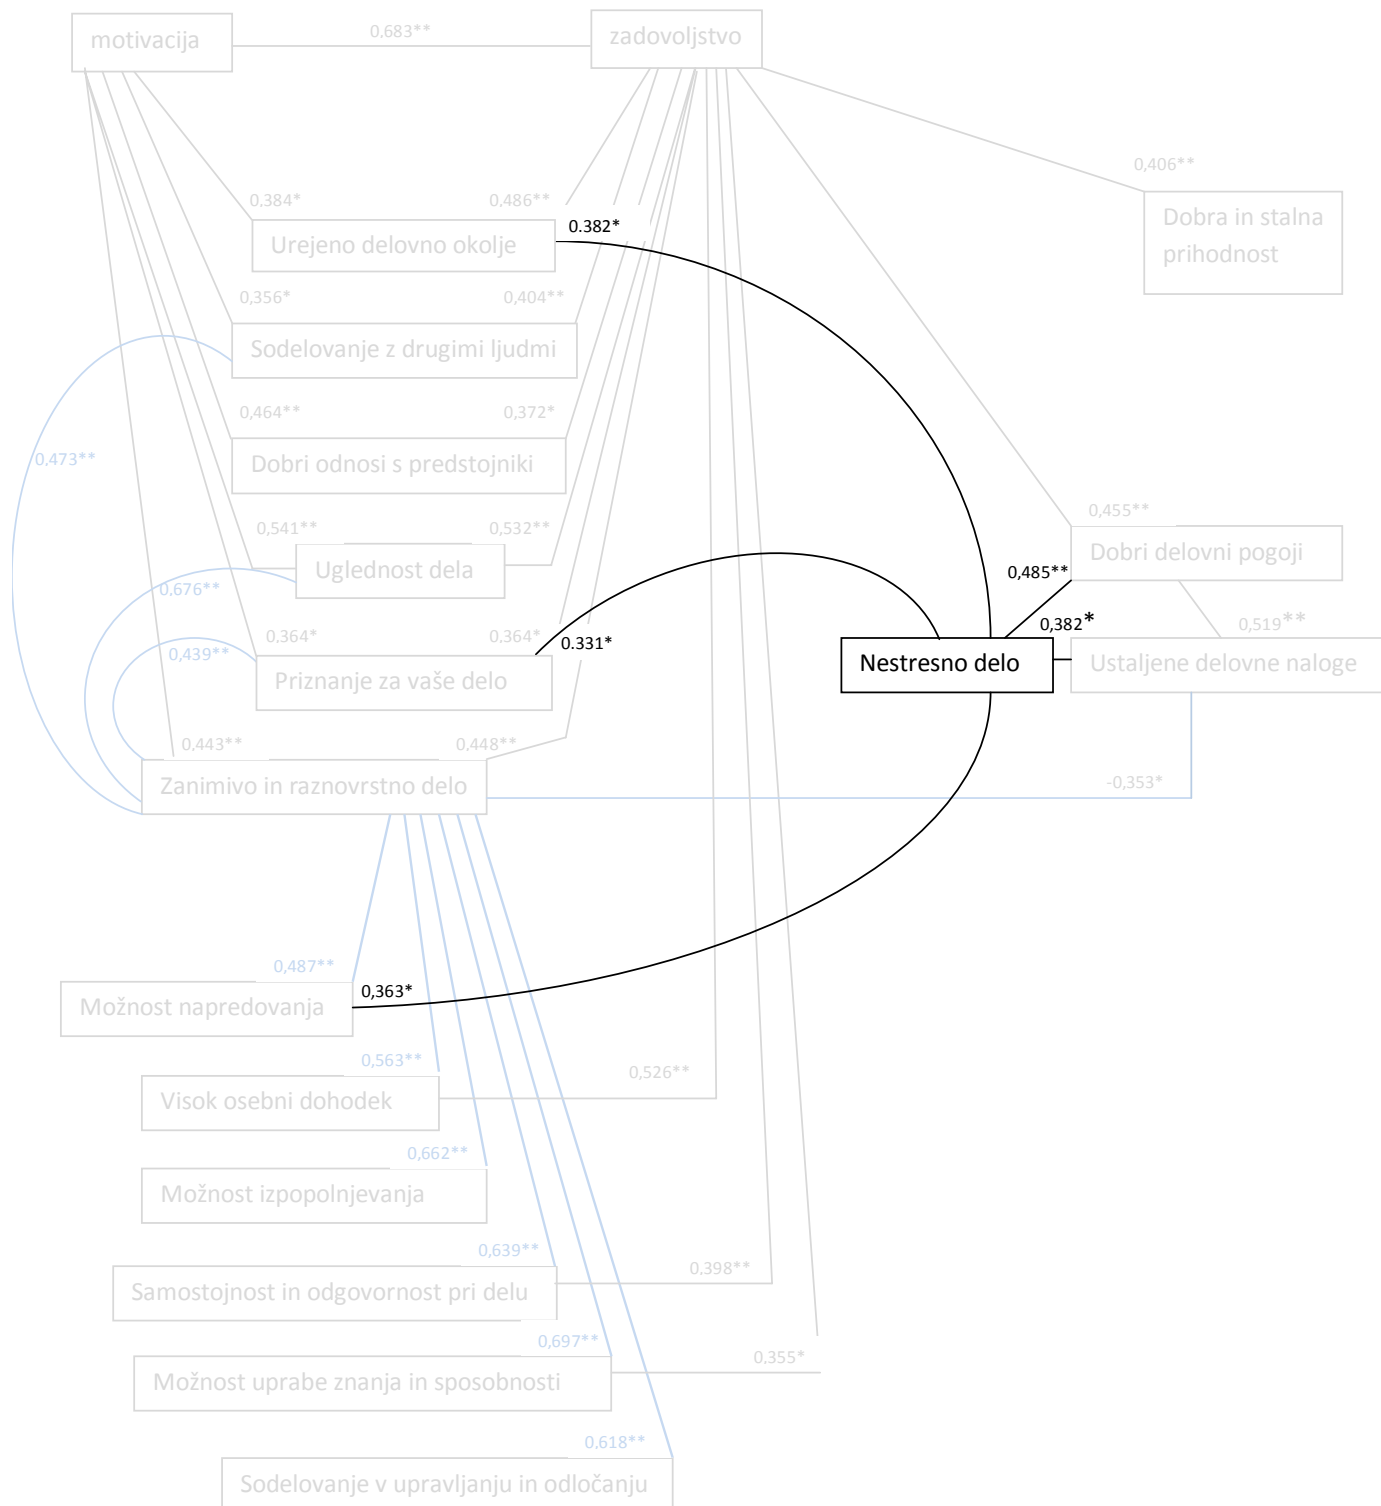 motivacija
0,683**
zadovoljstvo
0,406**
Dobra in stalna
prihodnost
0,384*
0,486**
0.382*
Urejeno delovno okolje
0,356*
0,404**
Sodelovanje z drugimi ljudmi
0,464**
0,372*
Dobri odnosi s predstojniki
0,473**
0,455**
Dobri delovni pogoji
0,541**
0,532**
Uglednost dela
0,676**
0,485**
0,382*
0,519**
0,364*
0,364*
0.331*
0,439**
Priznanje za vaše delo
Nestresno delo
Ustaljene delovne naloge
0,443**
0,448**
Zanimivo in raznovrstno delo
-0,353*
0,487**
0,363*
Možnost napredovanja
0,563**
0,526**
Visok osebni dohodek
0,662**
Možnost izpopolnjevanja
0,639**
0,398**
Samostojnost in odgovornost pri delu
0,697**
0,355*
Možnost uprabe znanja in sposobnosti
0,618**
Sodelovanje v upravljanju in odločanju